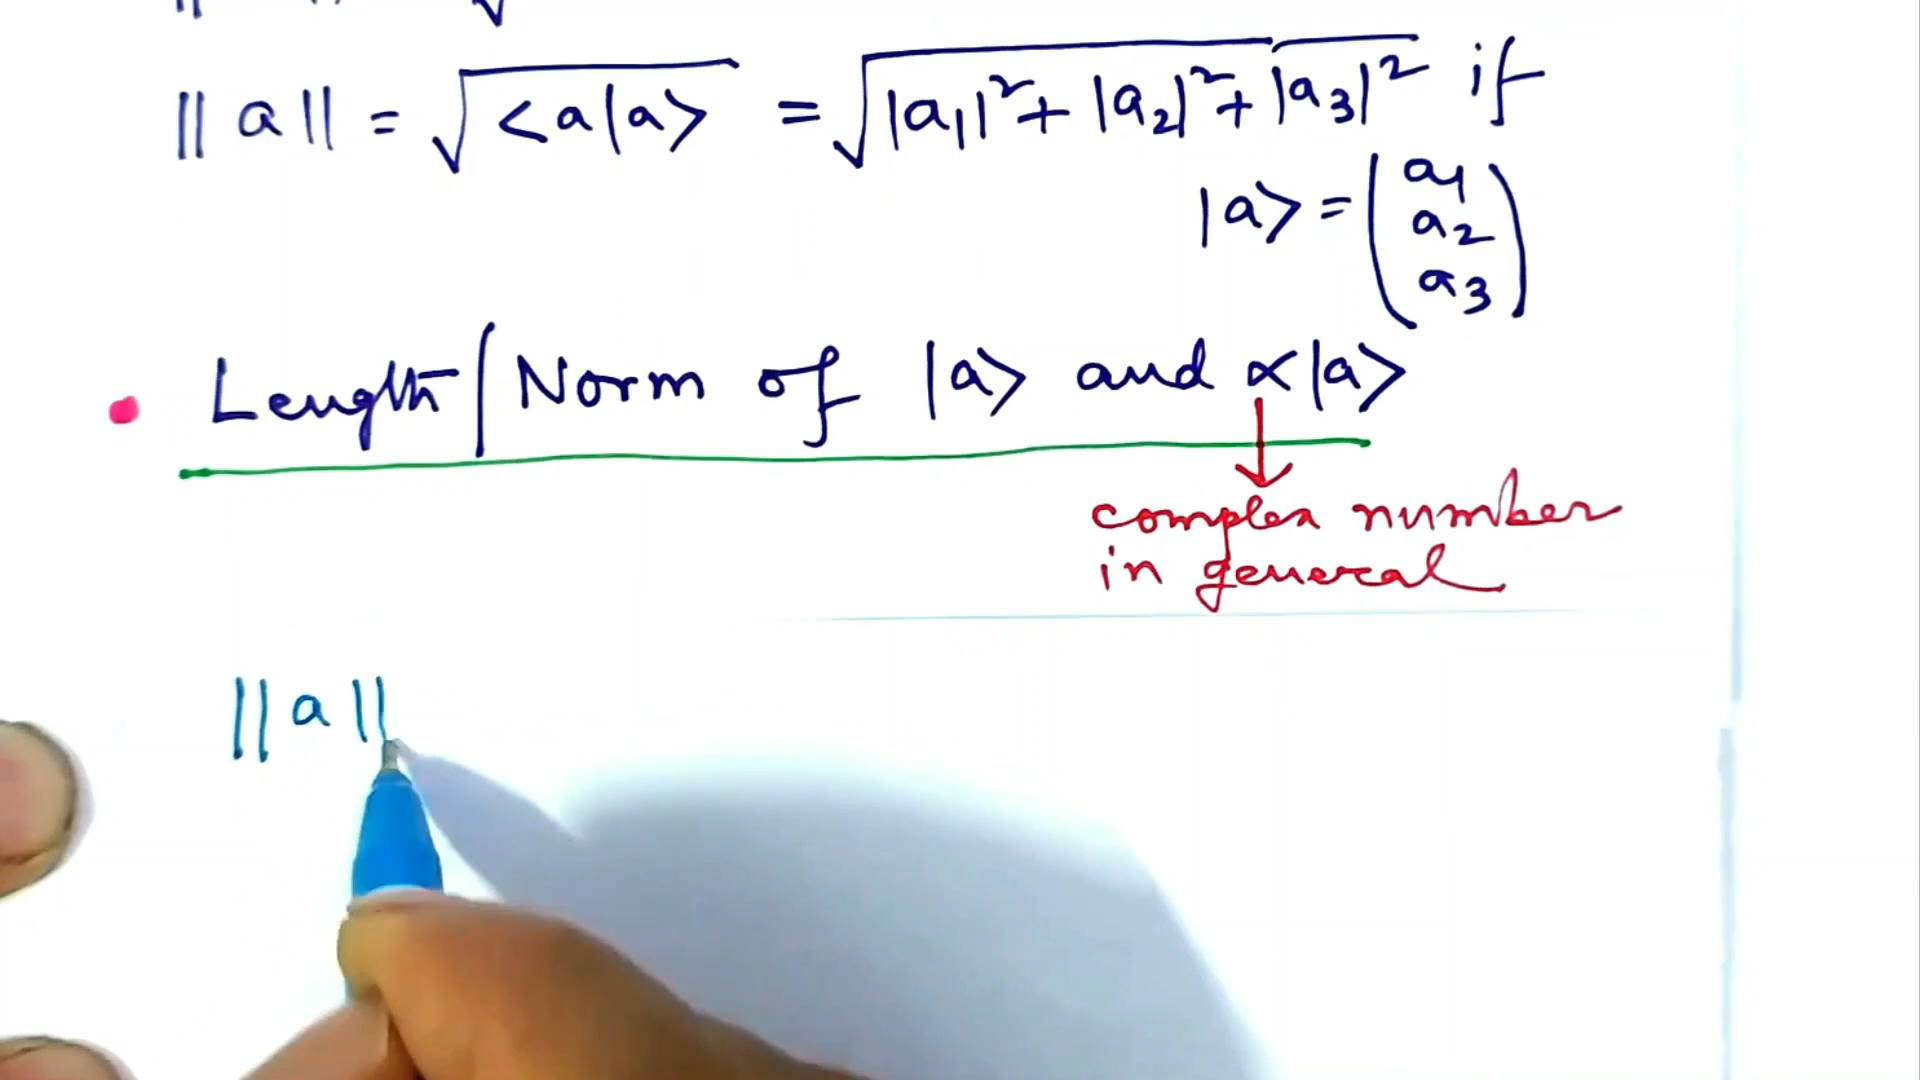 || a || = √<a|a> = √|a₁|² + |a₂|² + |a₃|² if
|a> = (a₁
a₂
a₃)
Length / Norm of |a> and α|a>
complex number
in general
|| a ||